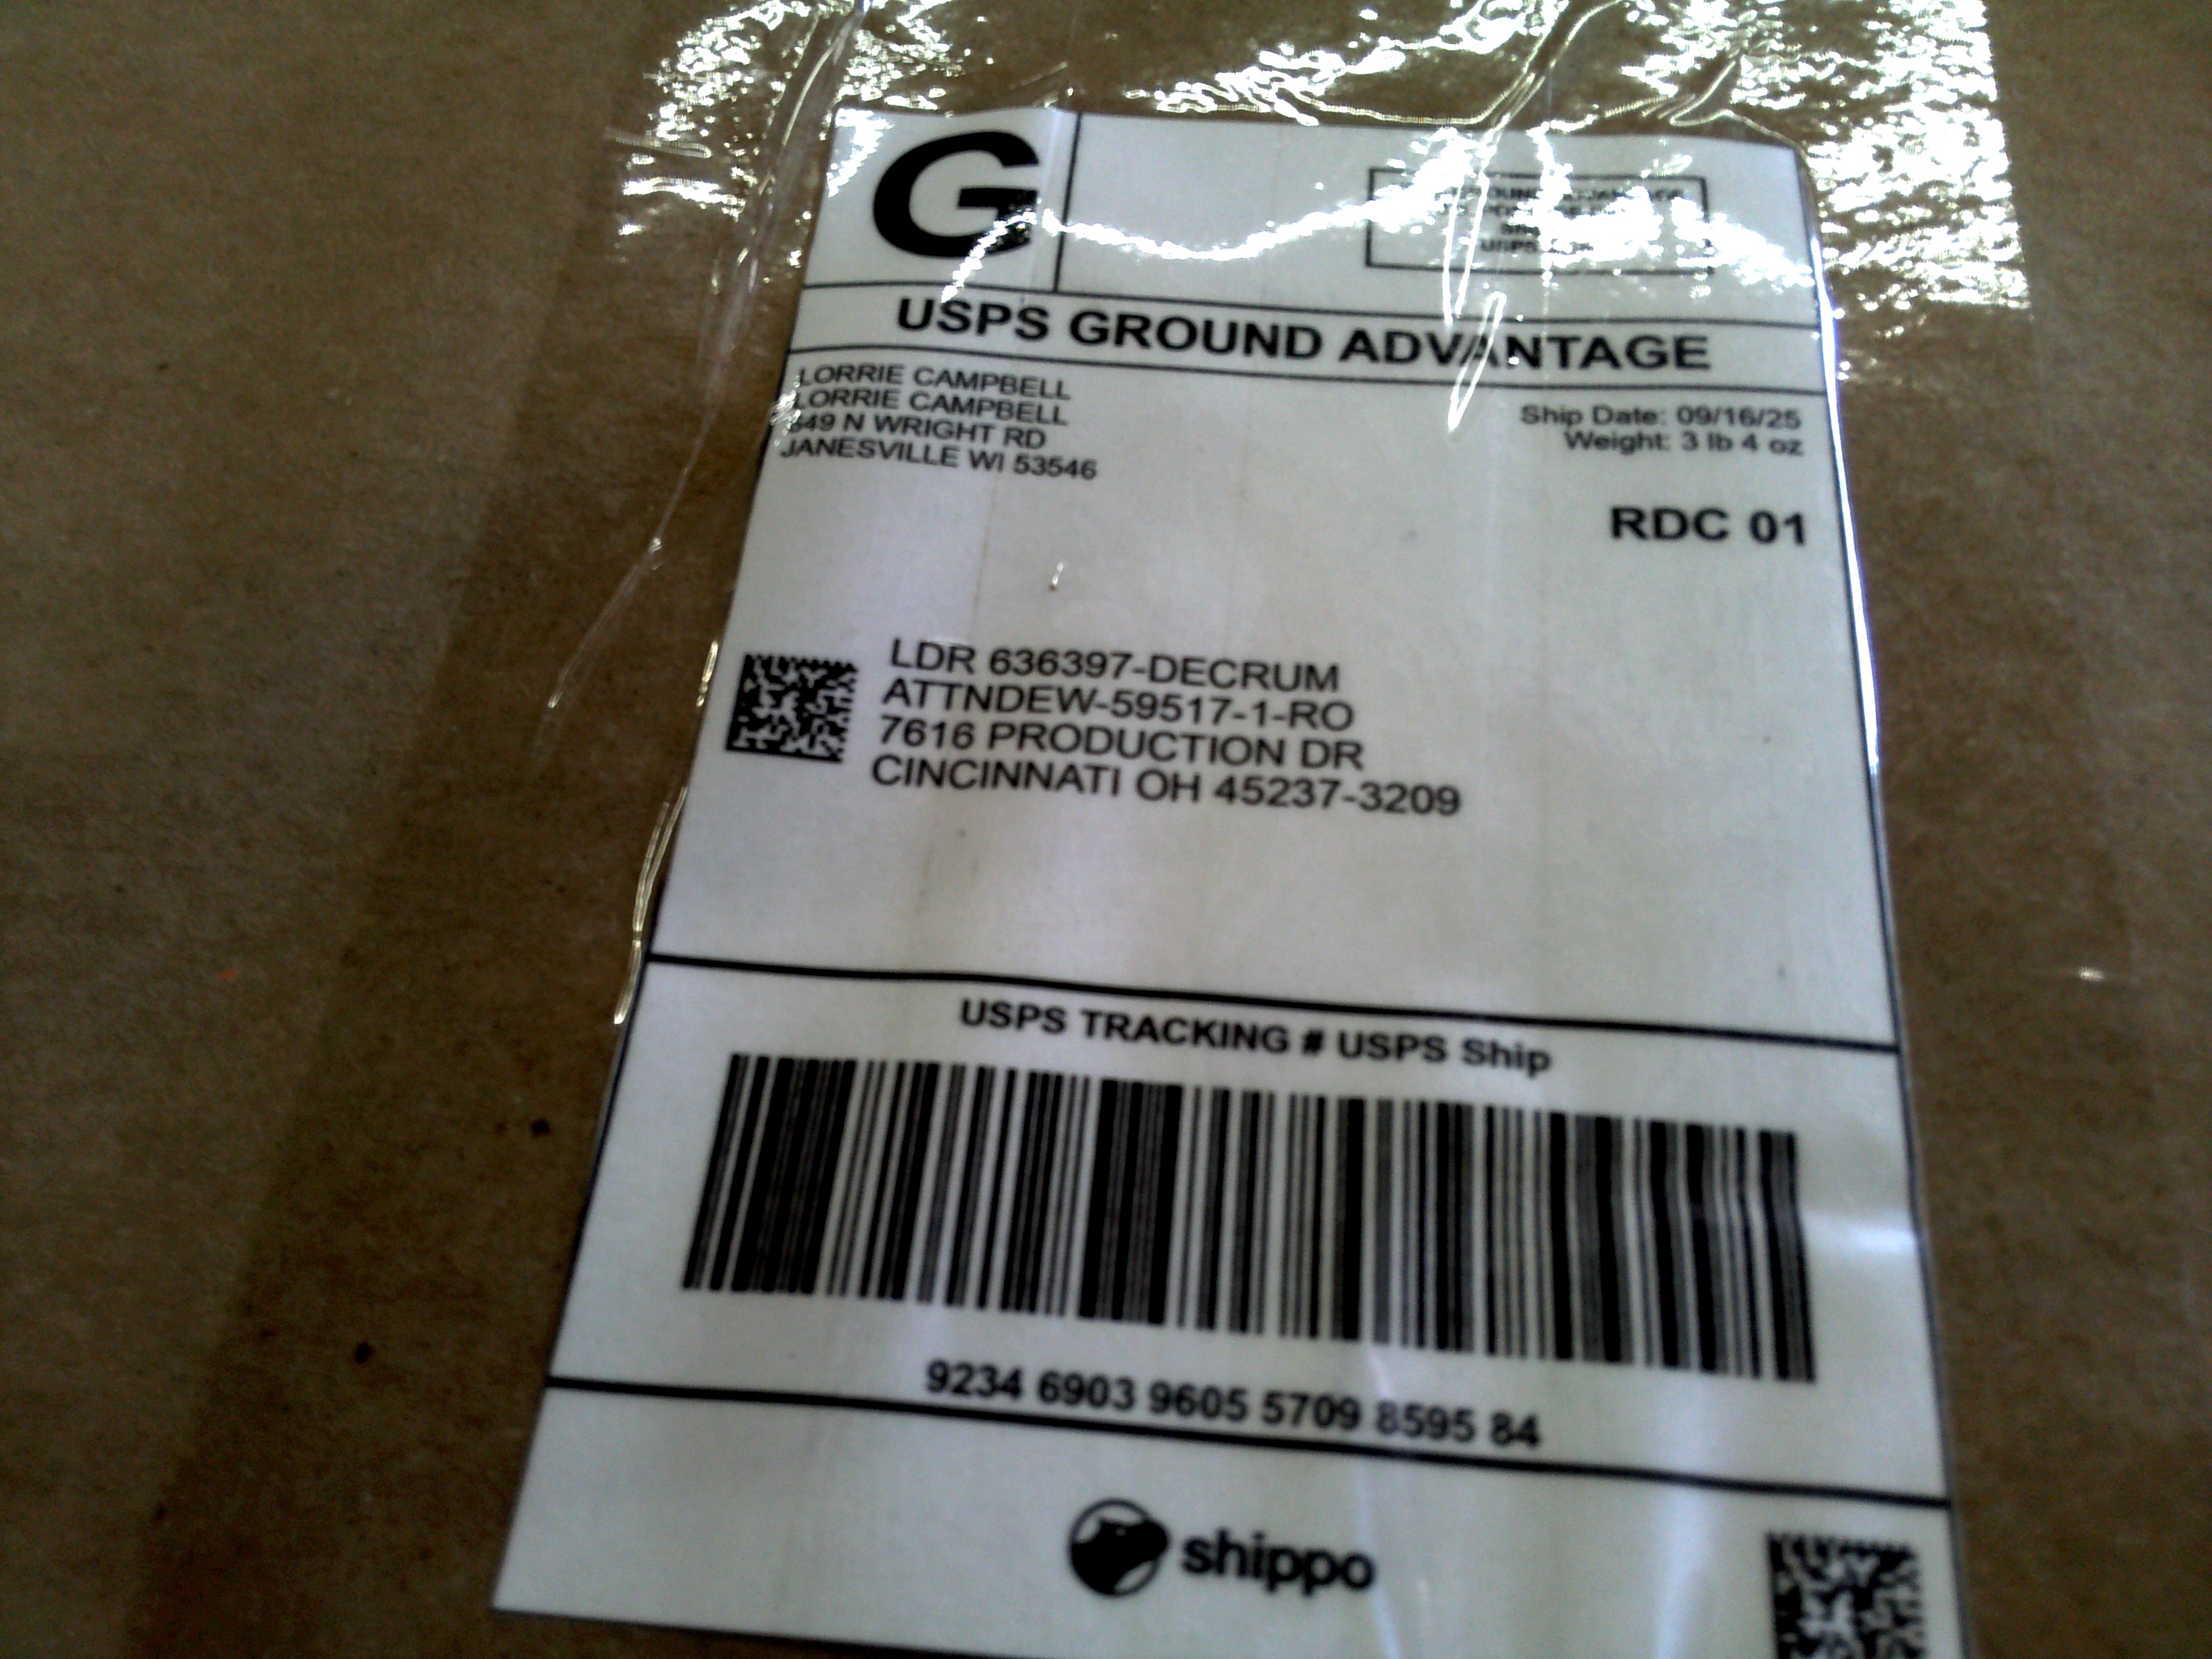 G
USPS GROUND ADVANTAGE
LORRIE CAMPBELL
LORRIE CAMPBELL
N WRIGHT RD
JANESVILLE WI 53546
Ship Date: 09/16/25
Weight: 3 lb 4 oz
RDC 01
LDR 636397-DECRUM
ATTNDEW-59517-1-RO
7616 PRODUCTION DR
CINCINNATI OH 45237-3209
USPS TRACKING # USPS Ship
9234 6903 9605 5709 8595 84
shippo